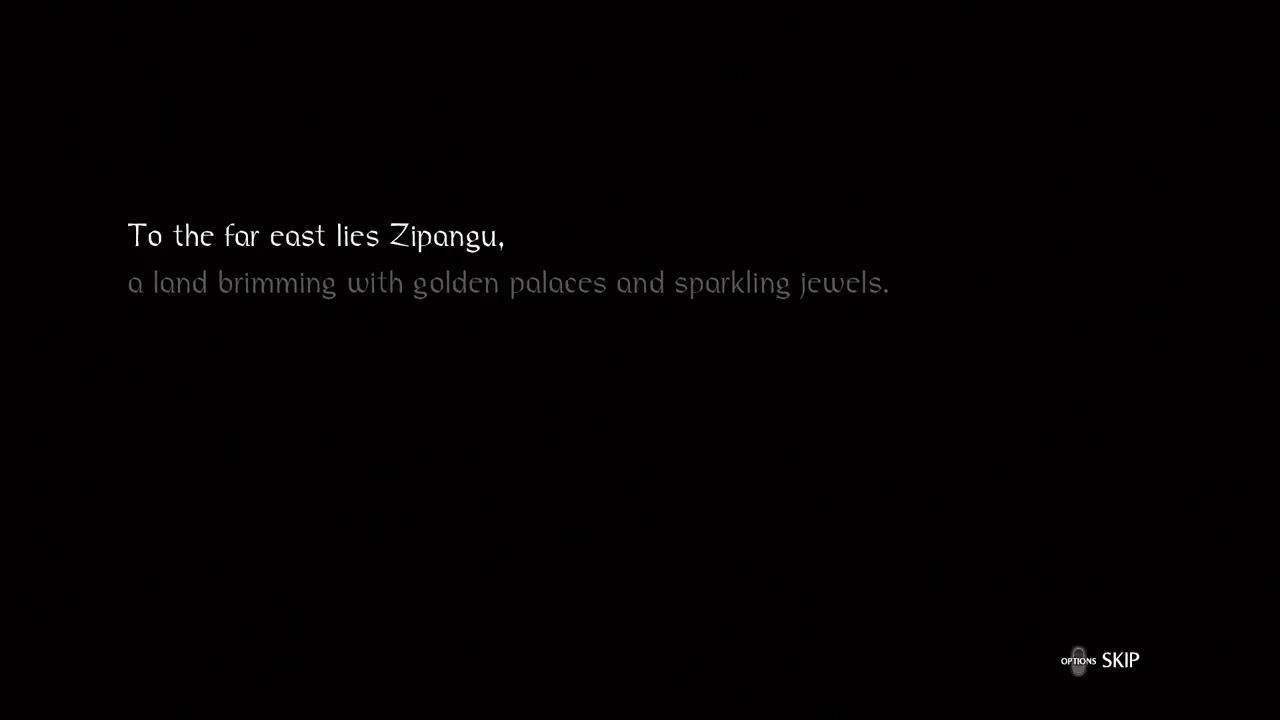 To the far east lies Zipangu,
a land brimming with golden palaces and sparkling jewels.
OPTIONS SKIP